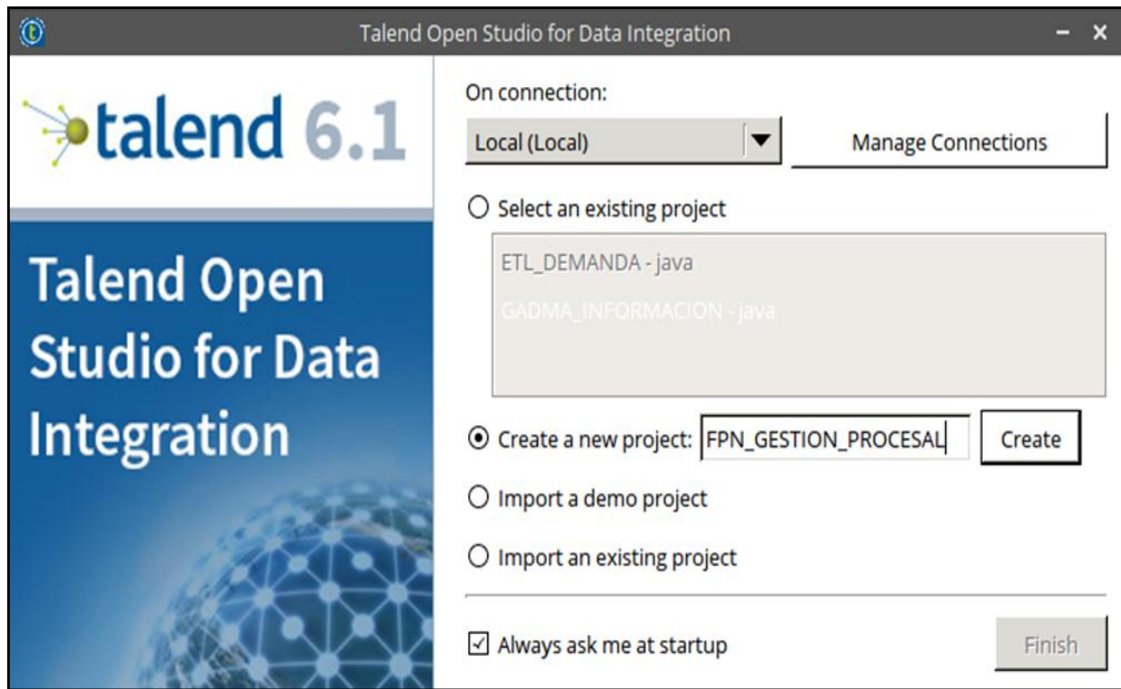 Talend Open Studio for Data Integration
talend 6.1
Talend Open
Studio for Data
Integration
On connection:
Local (Local)
Manage Connections
Select an existing project
ETL_DEMANDA - java
GADMA_INFORMACION - java
Create a new project: FPN_GESTION_PROCESAL Create
Import a demo project
Import an existing project
Always ask me at startup
Finish